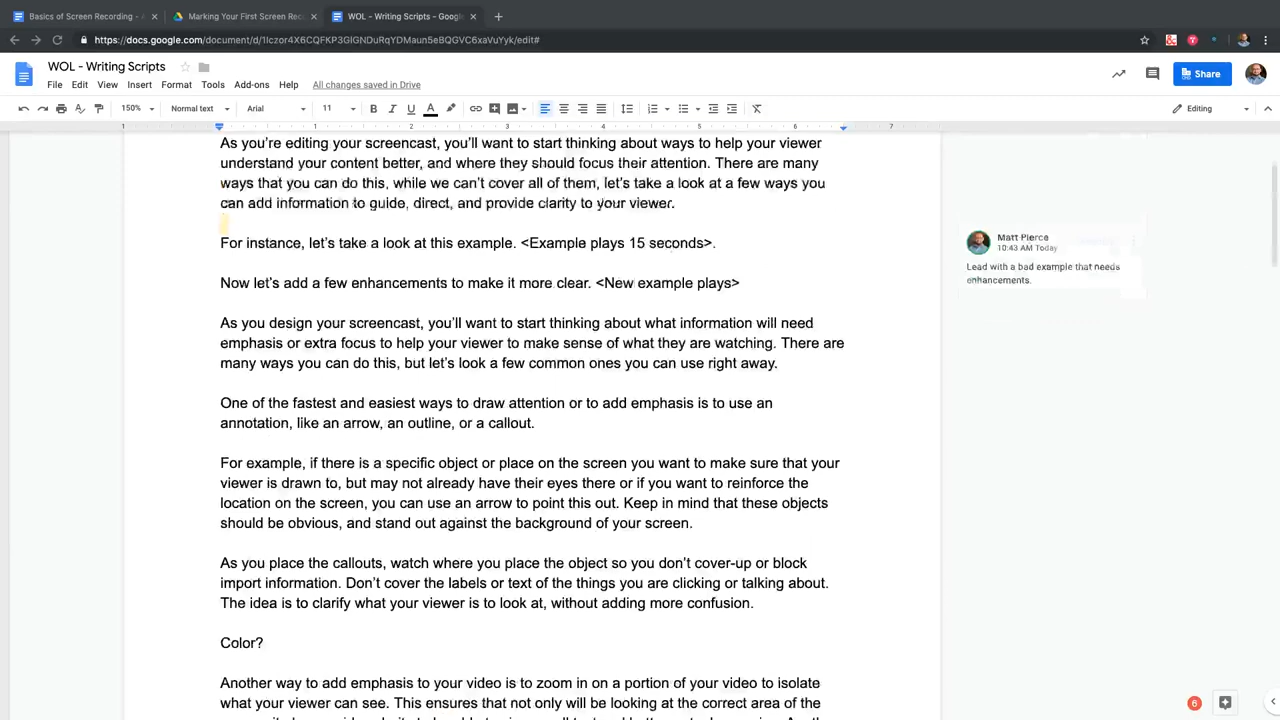 Basics of Screen Recording -
Marking Your First Screen Rec
WOL - Writing Scripts - Google
https://docs.google.com/document/d/1lczor4X6CQFKP3GlGNDuRqYDMaun5e8QGVC6xaVuYyk/edit#
WOL - Writing Scripts
File Edit View Insert Format Tools Add-ons Help All changes saved in Drive
Share
150% Normal text Arial 11 Editing
1 1 2 3 4 5 6 7
As you’re editing your screencast, you’ll want to start thinking about ways to help your viewer
understand your content better, and where they should focus their attention. There are many
ways that you can do this, while we can’t cover all of them, let’s take a look at a few ways you
can add information to guide, direct, and provide clarity to your viewer.
For instance, let’s take a look at this example. <Example plays 15 seconds>.
Now let’s add a few enhancements to make it more clear. <New example plays>
As you design your screencast, you’ll want to start thinking about what information will need
emphasis or extra focus to help your viewer to make sense of what they are watching. There are
many ways you can do this, but let’s look a few common ones you can use right away.
One of the fastest and easiest ways to draw attention or to add emphasis is to use an
annotation, like an arrow, an outline, or a callout.
For example, if there is a specific object or place on the screen you want to make sure that your
viewer is drawn to, but may not already have their eyes there or if you want to reinforce the
location on the screen, you can use an arrow to point this out. Keep in mind that these objects
should be obvious, and stand out against the background of your screen.
As you place the callouts, watch where you place the object so you don’t cover-up or block
import information. Don’t cover the labels or text of the things you are clicking or talking about.
The idea is to clarify what your viewer is to look at, without adding more confusion.
Color?
Another way to add emphasis to your video is to zoom in on a portion of your video to isolate
what your viewer can see. This ensures that not only will be looking at the correct area of the
Matt Pierce
10:43 AM Today
Lead with a bad example that needs
enhancements.
6